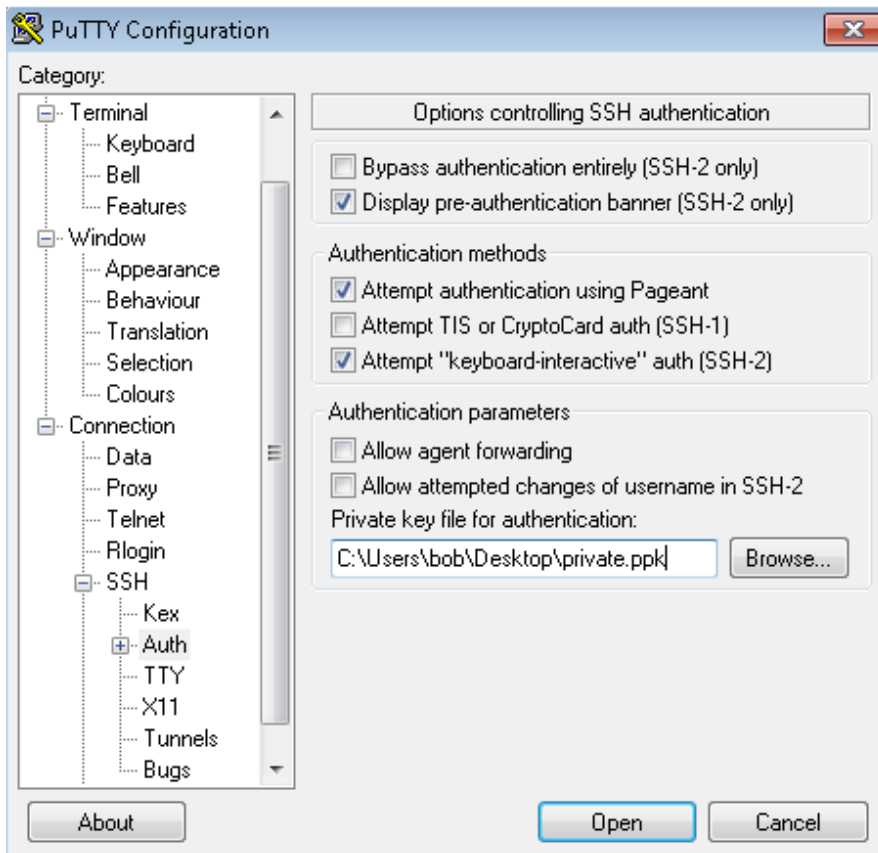 PuTTY Configuration
Category:
Terminal
Keyboard
Bell
Features
Window
Appearance
Behaviour
Translation
Selection
Colours
Connection
Data
Proxy
Telnet
Rlogin
SSH
Kex
Auth
TTY
X11
Tunnels
Bugs
Options controlling SSH authentication
Bypass authentication entirely (SSH-2 only)
Display pre-authentication banner (SSH-2 only)
Authentication methods
Attempt authentication using Pageant
Attempt TIS or CryptoCard auth (SSH-1)
Attempt "keyboard-interactive" auth (SSH-2)
Authentication parameters
Allow agent forwarding
Allow attempted changes of username in SSH-2
Private key file for authentication:
C:\Users\bob\Desktop\private.ppk
Browse...
About
Open
Cancel